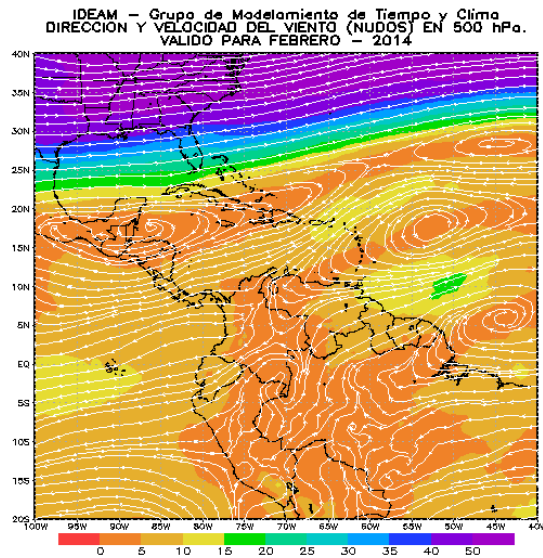 IDEAM – Grupo de Modelamiento de Tiempo y Clima
DIRECCION Y VELOCIDAD DEL VIENTO (NUDOS) EN 500 hPa.
VALIDO PARA FEBRERO – 2014
40N
35N
30N
25N
20N
15N
10N
5N
EQ
5S
10S
15S
20S
100W 95W 90W 85W 80W 75W 70W 65W 60W 55W 50W 45W 40W
0 5 10 15 20 25 30 35 40 50